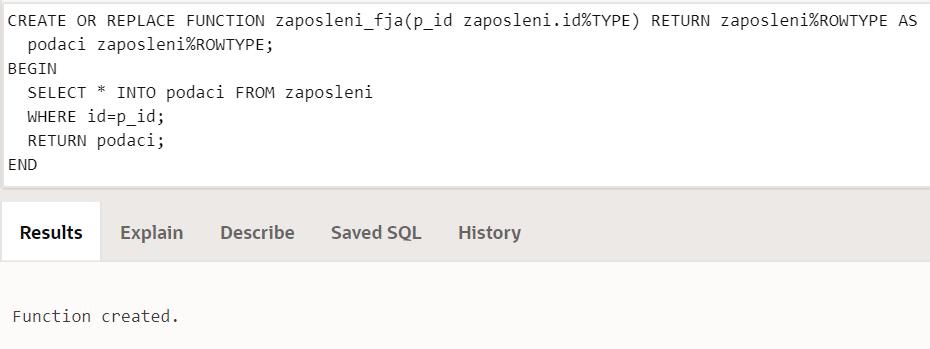 CREATE OR REPLACE FUNCTION zaposleni_fja(p_id zaposleni.id%TYPE) RETURN zaposleni%ROWTYPE AS
  podaci zaposleni%ROWTYPE;
BEGIN
  SELECT * INTO podaci FROM zaposleni
  WHERE id=p_id;
  RETURN podaci;
END
Results Explain Describe Saved SQL History
Function created.